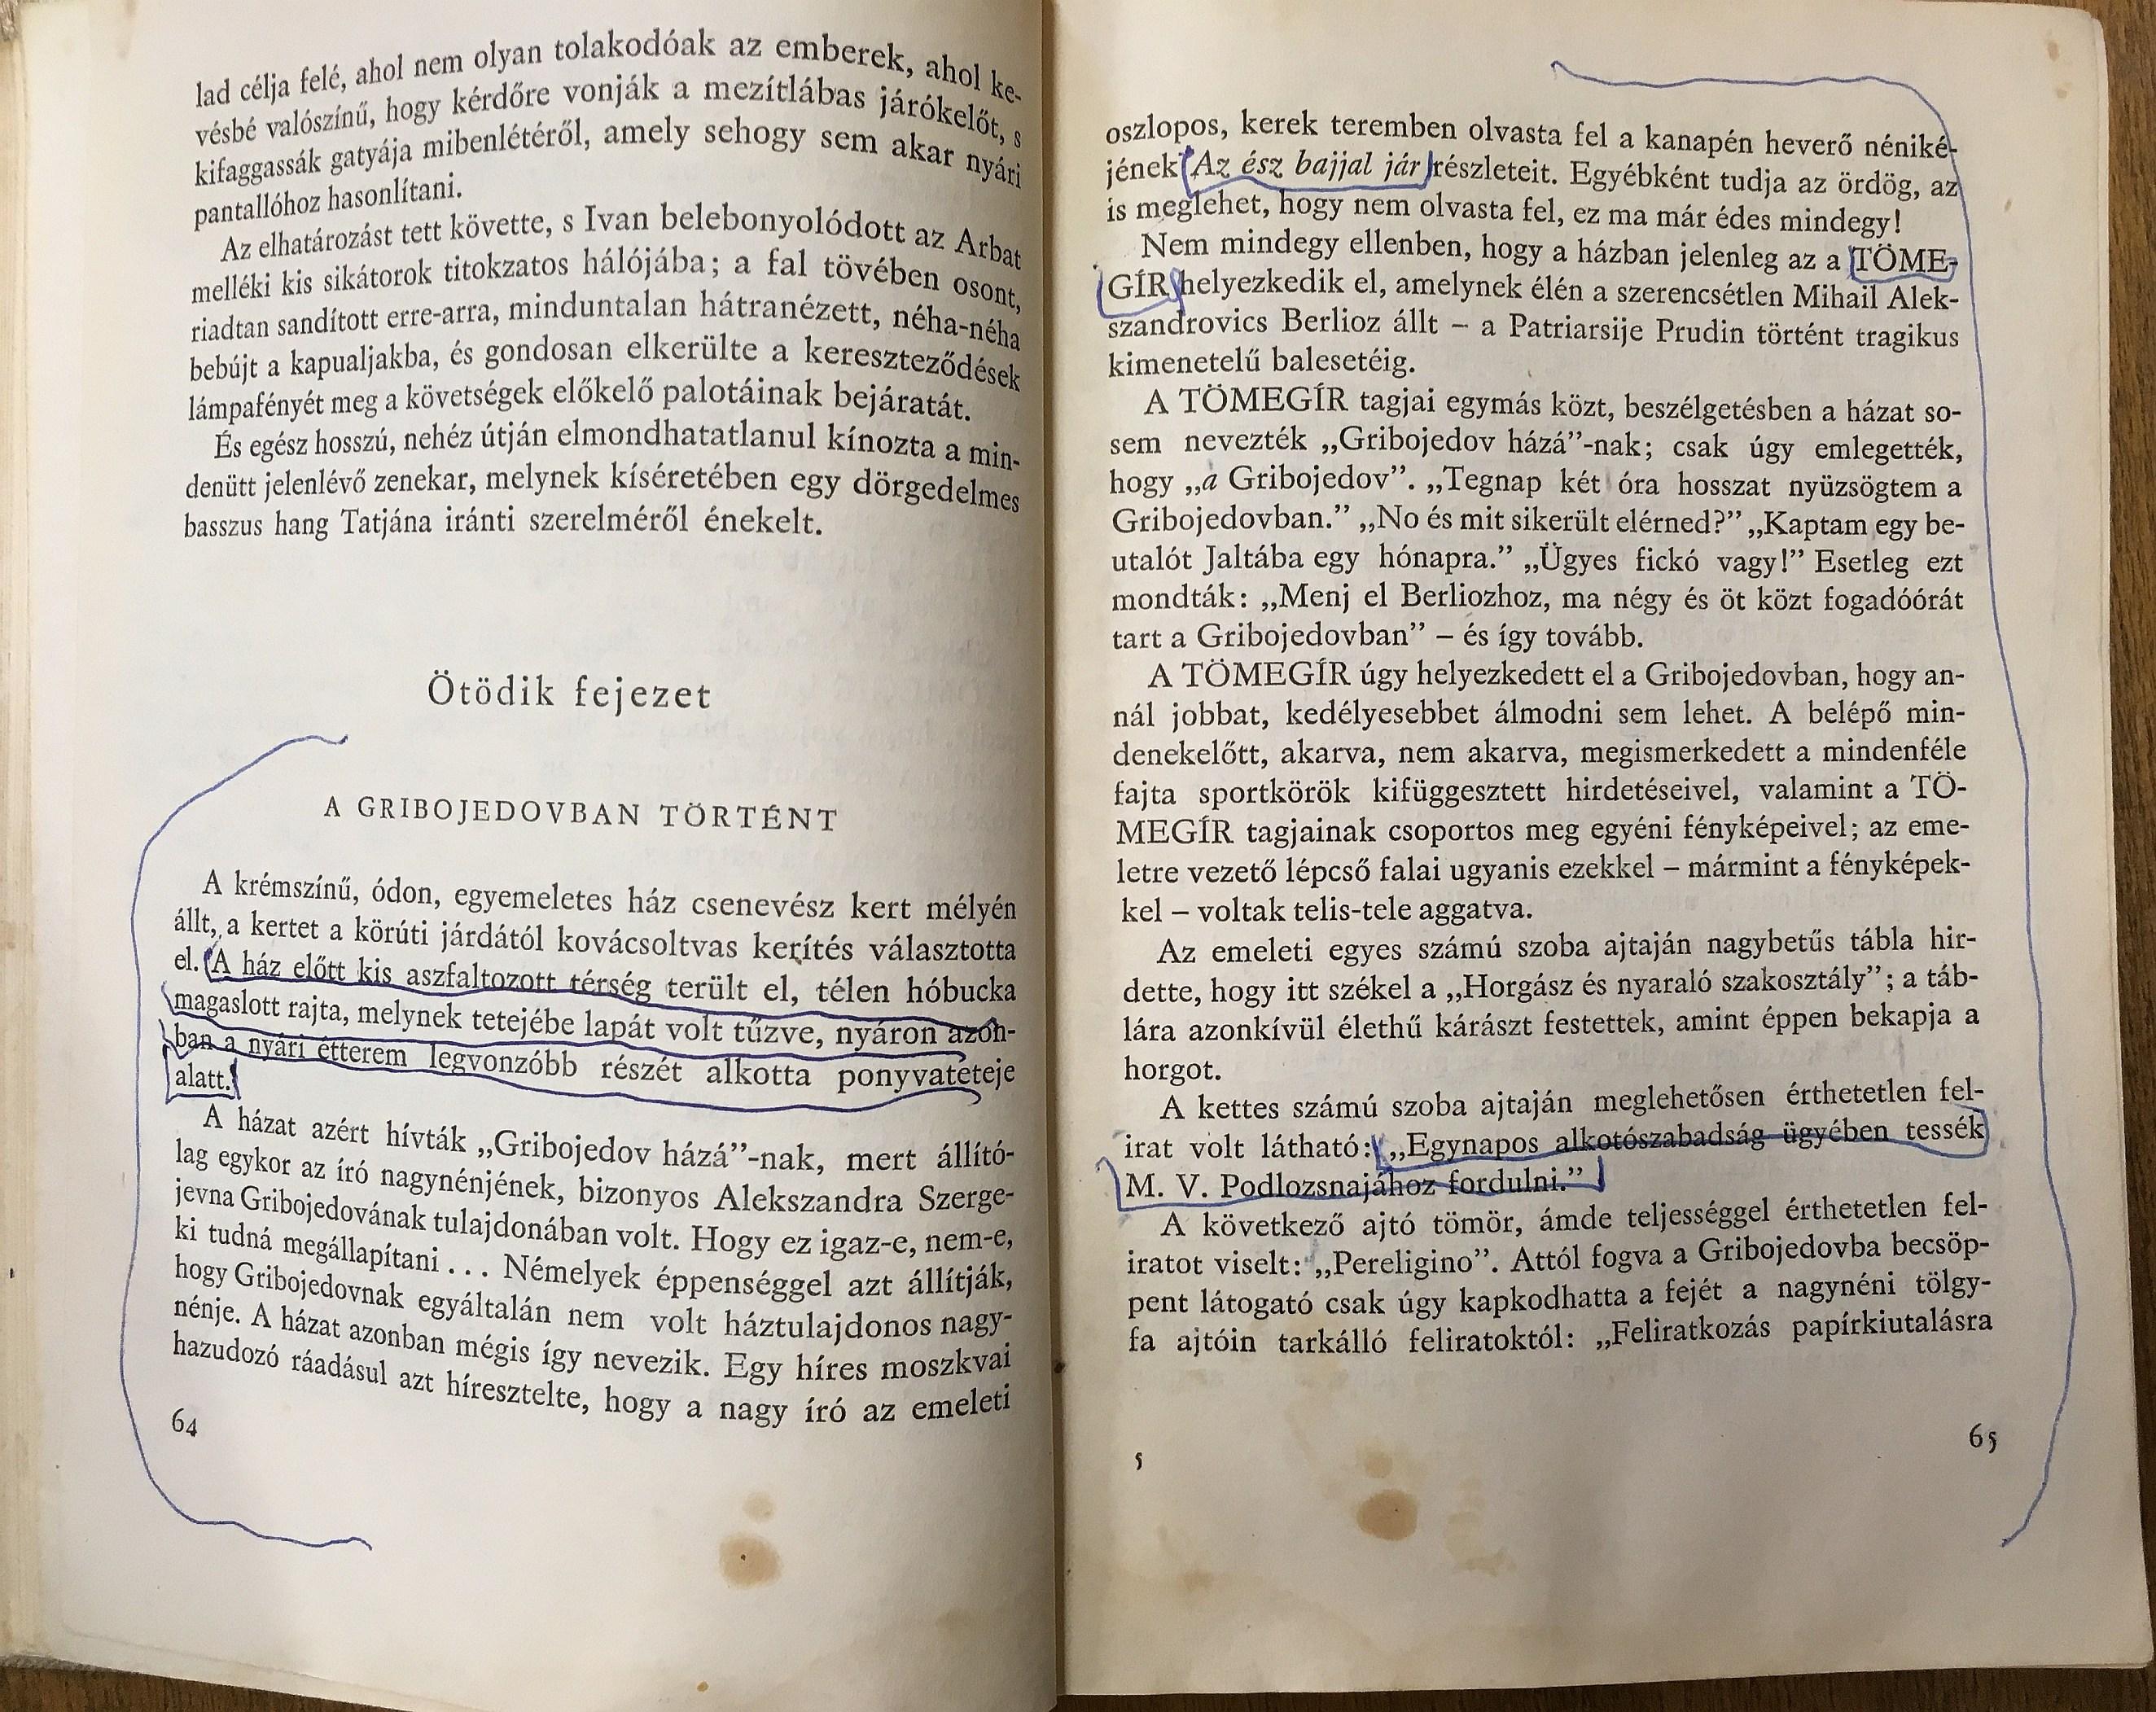 lad célja felé, ahol nem olyan tolakodóak az emberek, ahol ke-
vésbé valószínű, hogy kérdőre vonják a mezítlábas járókelőt, s
kifaggassák gatyája mibenlétéről, amely sehogy sem akar nyári
pantallóhoz hasonlítani.
Az elhatározást tett követte, s Ivan belebonyolódott az Arbat
melléki kis sikátorok titokzatos hálójába; a fal tövében osont,
riadtan sandított erre-arra, minduntalan hátranézett, néha-néha
bebújt a kapualjakba, és gondosan elkerülte a kereszteződések
lámpafényét meg a követségek előkelő palotáinak bejáratát.
És egész hosszú, nehéz útján elmondhatatlanul kínozta a min-
denütt jelenlévő zenekar, melynek kíséretében egy dörgedelmes
basszus hang Tatjána iránti szerelméről énekelt.
Ötödik fejezet
A GRIBOJEDOVBAN TÖRTÉNT
A krémszínű, ódon, egyemeletes ház csenevész kert mélyén
állt, a kertet a körúti járdától kovácsoltvas kerítés választotta
el. A ház előtt kis aszfaltozott térség terült el, télen hóbucka
magaslott rajta, melynek tetejébe lapát volt tűzve, nyáron azon-
ban a nyári étterem legvonzóbb részét alkotta ponyvateteje
alatt.
A házat azért hívták „Gribojedov házá”-nak, mert állító-
lag egykor az író nagynénjének, bizonyos Alekszandra Szerge-
jevna Gribojedovának tulajdonában volt. Hogy ez igaz-e, nem-e,
ki tudná megállapítani . . . Némelyek éppenséggel azt állítják,
hogy Gribojedovnak egyáltalán nem volt háztulajdonos nagy-
nénje. A házat azonban mégis így nevezik. Egy híres moszkvai
hazudozó ráadásul azt híresztelte, hogy a nagy író az emeleti
64
oszlopos, kerek teremben olvasta fel a kanapén heverő néniké-
jének Az ész bajjal jár részleteit. Egyébként tudja az ördög, az
is meglehet, hogy nem olvasta fel, ez ma már édes mindegy!
Nem mindegy ellenben, hogy a házban jelenleg az a TÖME-
GÍR helyezkedik el, amelynek élén a szerencsétlen Mihail Alek-
szandrovics Berlioz állt – a Patriarsije Prudin történt tragikus
kimenetelű balesetéig.
A TÖMEGÍR tagjai egymás közt, beszélgetésben a házat so-
sem nevezték „Gribojedov házá”-nak; csak úgy emlegették,
hogy „a Gribojedov”. „Tegnap két óra hosszat nyüzsögtem a
Gribojedovban.” „No és mit sikerült elérned?” „Kaptam egy be-
utalót Jaltába egy hónapra.” „Ügyes fickó vagy!” Esetleg ezt
mondták: „Menj el Berliozhoz, ma négy és öt közt fogadóórát
tart a Gribojedovban” – és így tovább.
A TÖMEGÍR úgy helyezkedett el a Gribojedovban, hogy an-
nál jobbat, kedélyesebbet álmodni sem lehet. A belépő min-
denekelőtt, akarva, nem akarva, megismerkedett a mindenféle
fajta sportkörök kifüggesztett hirdetéseivel, valamint a TÖ-
MEGÍR tagjainak csoportos meg egyéni fényképeivel; az eme-
letre vezető lépcső falai ugyanis ezekkel – mármint a fényképek-
kel – voltak telis-tele aggatva.
Az emeleti egyes számú szoba ajtaján nagybetűs tábla hir-
dette, hogy itt székel a „Horgász és nyaraló szakosztály”; a táb-
lára azonkívül élethű kárászt festettek, amint éppen bekapja a
horgot.
A kettes számú szoba ajtaján meglehetősen érthetetlen fel-
irat volt látható: „Egynapos alkotószabadság ügyében tessék
M. V. Podlozsnajához fordulni.”
A következő ajtó tömör, ámde teljességgel érthetetlen fel-
iratot viselt: „Pereligino”. Attól fogva a Gribojedovba becsöp-
pent látogató csak úgy kapkodhatta a fejét a nagynéni tölgy-
fa ajtóin tarkálló feliratoktól: „Feliratkozás papírkiutalásra
5
65